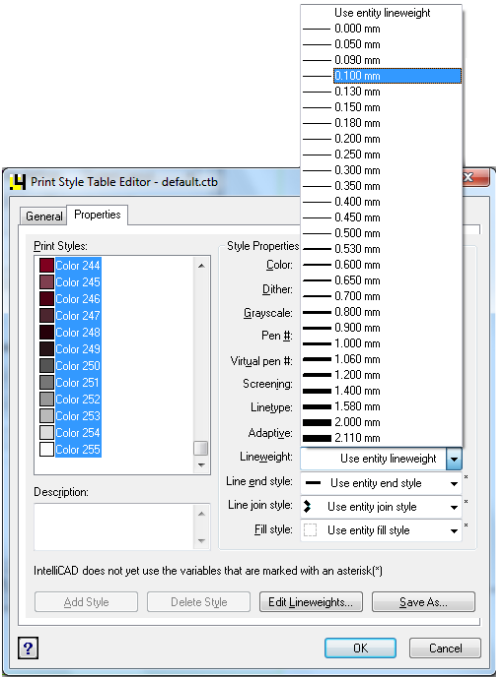 Use entity lineweight
0.000 mm
0.050 mm
0.090 mm
0.100 mm
0.130 mm
0.150 mm
0.180 mm
0.200 mm
0.250 mm
0.300 mm
0.350 mm
0.400 mm
0.450 mm
0.500 mm
0.530 mm
0.600 mm
0.650 mm
0.700 mm
0.800 mm
0.900 mm
1.000 mm
1.060 mm
1.200 mm
1.400 mm
1.580 mm
2.000 mm
2.110 mm
Print Style Table Editor - default.ctb
General Properties
Print Styles:
Color 244
Color 245
Color 246
Color 247
Color 248
Color 249
Color 250
Color 251
Color 252
Color 253
Color 254
Color 255
Description:
Style Properties
Color:
Dither:
Grayscale:
Pen #:
Virtual pen #:
Screening:
Linetype:
Adaptive:
Lineweight: Use entity lineweight
Line end style: Use entity end style *
Line join style: Use entity join style *
Fill style: Use entity fill style *
IntelliCAD does not yet use the variables that are marked with an asterisk(*)
Add Style Delete Style Edit Lineweights... Save As...
? OK Cancel